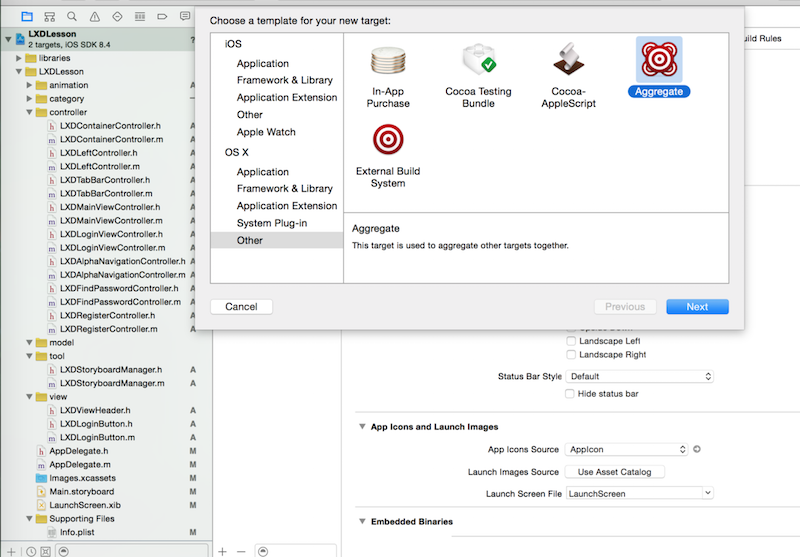 LXDLesson
2 targets, iOS SDK 8.4
?
libraries
LXDLesson
animation
A
category
controller
LXDContainerController.h
A
LXDContainerController.m
A
LXDLeftController.h
A
LXDLeftController.m
A
LXDTabBarController.h
A
LXDTabBarController.m
A
LXDMainViewController.h
A
LXDMainViewController.m
A
LXDLoginViewController.h
A
LXDLoginViewController.m
A
LXDAlphaNavigationController.h
A
LXDAlphaNavigationController.m
A
LXDFindPasswordController.h
A
LXDFindPasswordController.m
A
LXDRegisterController.h
A
LXDRegisterController.m
A
model
tool
LXDStoryboardManager.h
A
LXDStoryboardManager.m
A
view
LXDViewHeader.h
A
LXDLoginButton.h
A
LXDLoginButton.m
A
AppDelegate.h
M
AppDelegate.m
M
Images.xcassets
M
Main.storyboard
M
LaunchScreen.xib
M
Supporting Files
Info.plist
M
Choose a template for your new target:
iOS
Application
Framework & Library
Application Extension
Other
Apple Watch
OS X
Application
Framework & Library
Application Extension
System Plug-in
Other
In-App
Purchase
Cocoa Testing
Bundle
Cocoa-
AppleScript
Aggregate
External Build
System
Aggregate
This target is used to aggregate other targets together.
Cancel
Previous
Next
Rules
Landscape Left
Landscape Right
Status Bar Style
Default
Hide status bar
App Icons and Launch Images
App Icons Source
AppIcon
Launch Images Source
Use Asset Catalog
Launch Screen File
LaunchScreen
Embedded Binaries